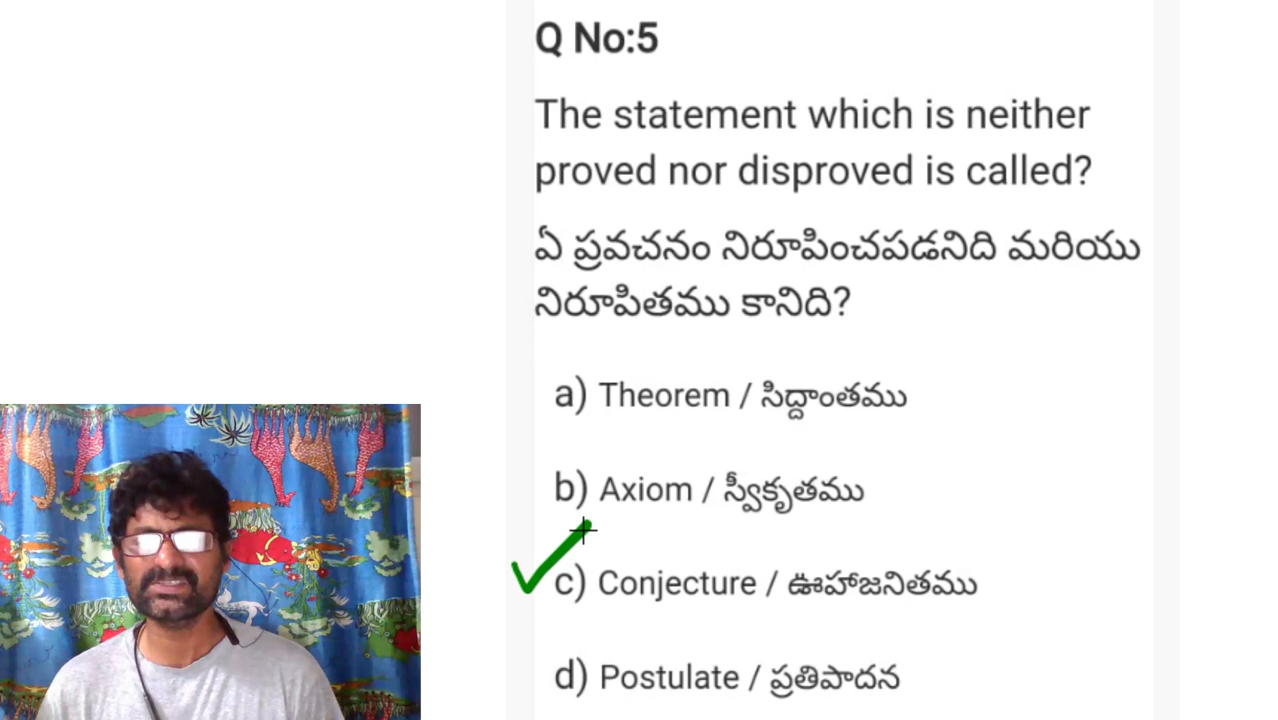 Q No:5
The statement which is neither
proved nor disproved is called?
ఏ ప్రవచనం నిరూపించపడనిది మరియు
నిరూపితము కానిది?
a) Theorem / సిద్దాంతము
b) Axiom / స్వీకృతము
c) Conjecture / ఊహాజనితము
d) Postulate / ప్రతిపాదన